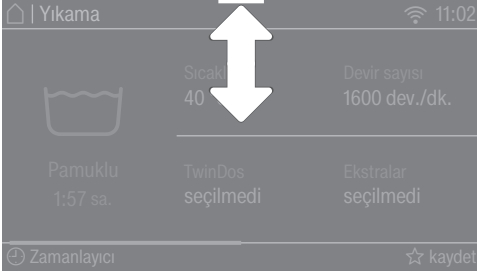 Yıkama
11:02
Devir sayısı
40
1600 dev./dk.
Pamuklu
1:57 sa.
TwinDos
seçilmedi
Ekstralar
seçilmedi
Zamanlayıcı
kaydet